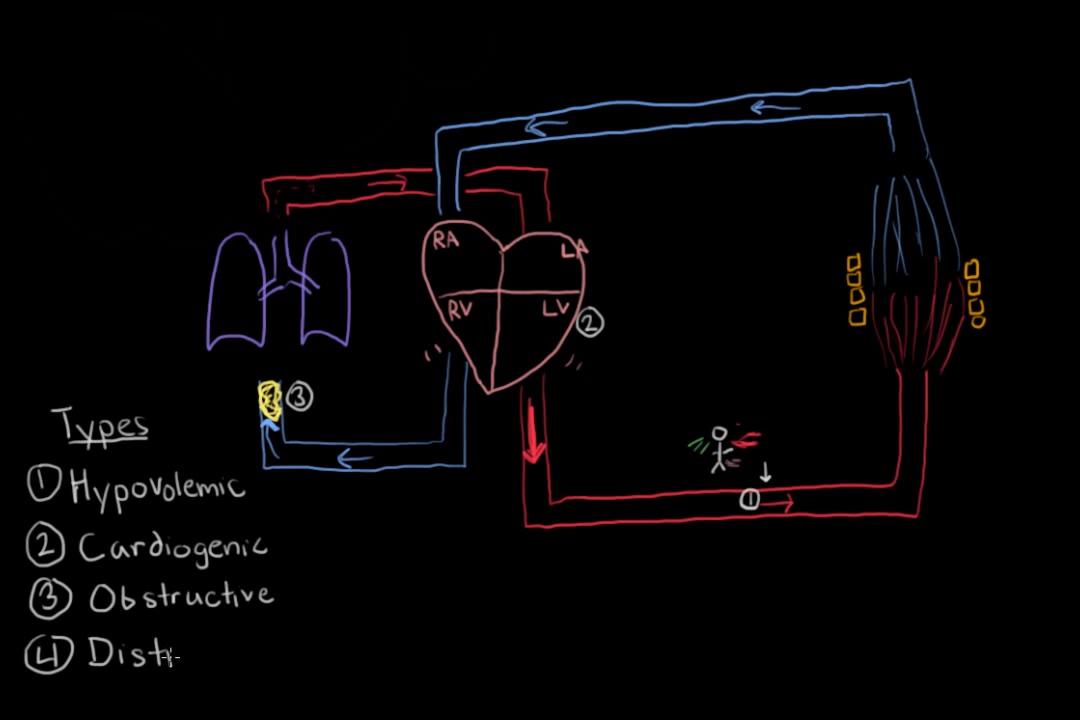 RA
LA
RV
LV
②
③
Types
① Hypovolemic
①
② Cardiogenic
③ Obstructive
④ Dist